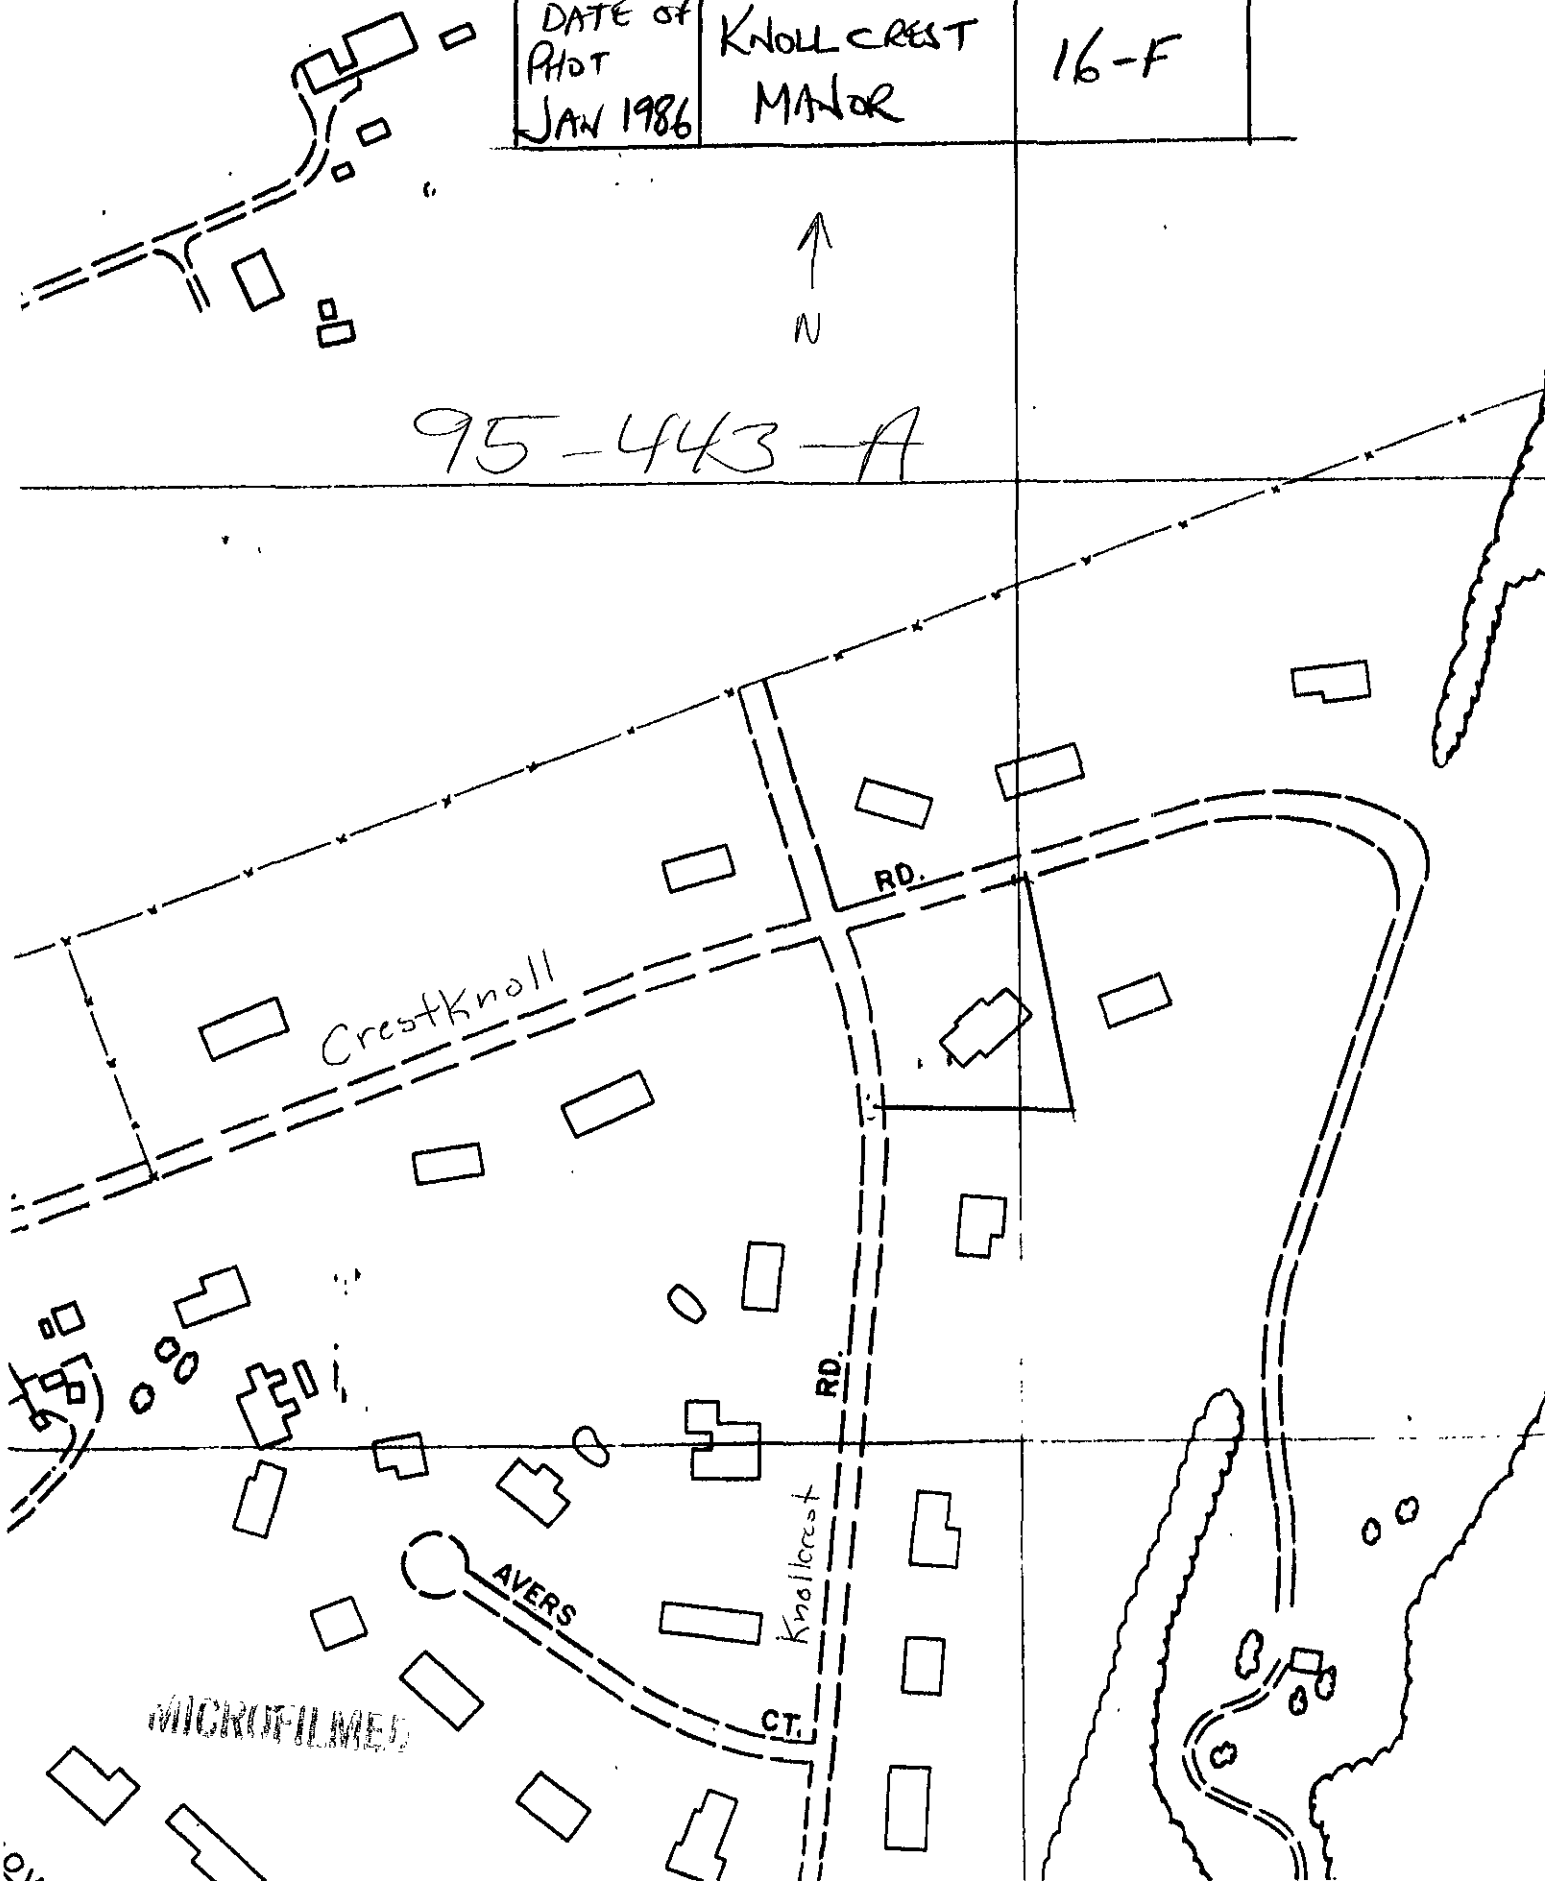 DATE OF
PHOT
JAN 1986
KNOLL CREST
MANOR
16-F
N
95-443-A
RD.
Crestknoll
RD.
Knollcrest
AVERS
CT.
MICROFILMED